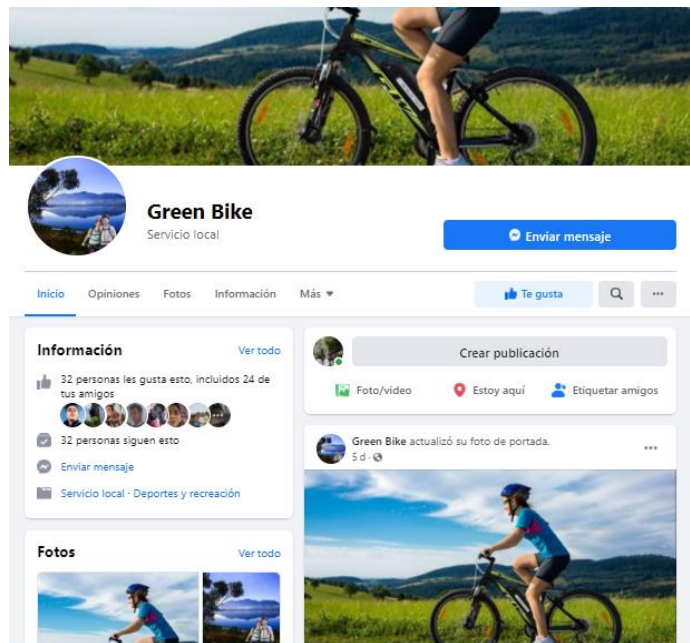 Green Bike
Servicio local
Enviar mensaje
Inicio Opiniones Fotos Información Más
Te gusta
Información Ver todo
32 personas les gusta esto, incluidos 24 de
tus amigos
32 personas siguen esto
Enviar mensaje
Servicio local · Deportes y recreación
Fotos Ver todo
Crear publicación
Foto/video Estoy aquí Etiquetar amigos
Green Bike actualizó su foto de portada.
5 d ·